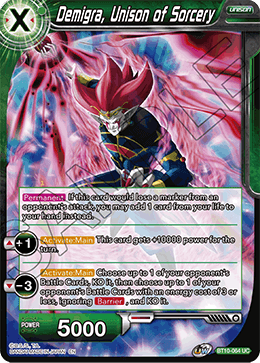 Demigra, Unison of Sorcery
UNISON
X
Permanent If this card would lose a marker from an
opponent's attack, you may add 1 card from your life to
your hand instead.
+1 Activate:Main This card gets +10000 power for the
turn.
-3 Activate:Main Choose up to 1 of your opponent's
Battle Cards, KO it, then choose up to 1 of your
opponent's Battle Cards with an energy cost of 8 or
less, ignoring Barrier, and KO it.
POWER
5000
BT10-064 UC